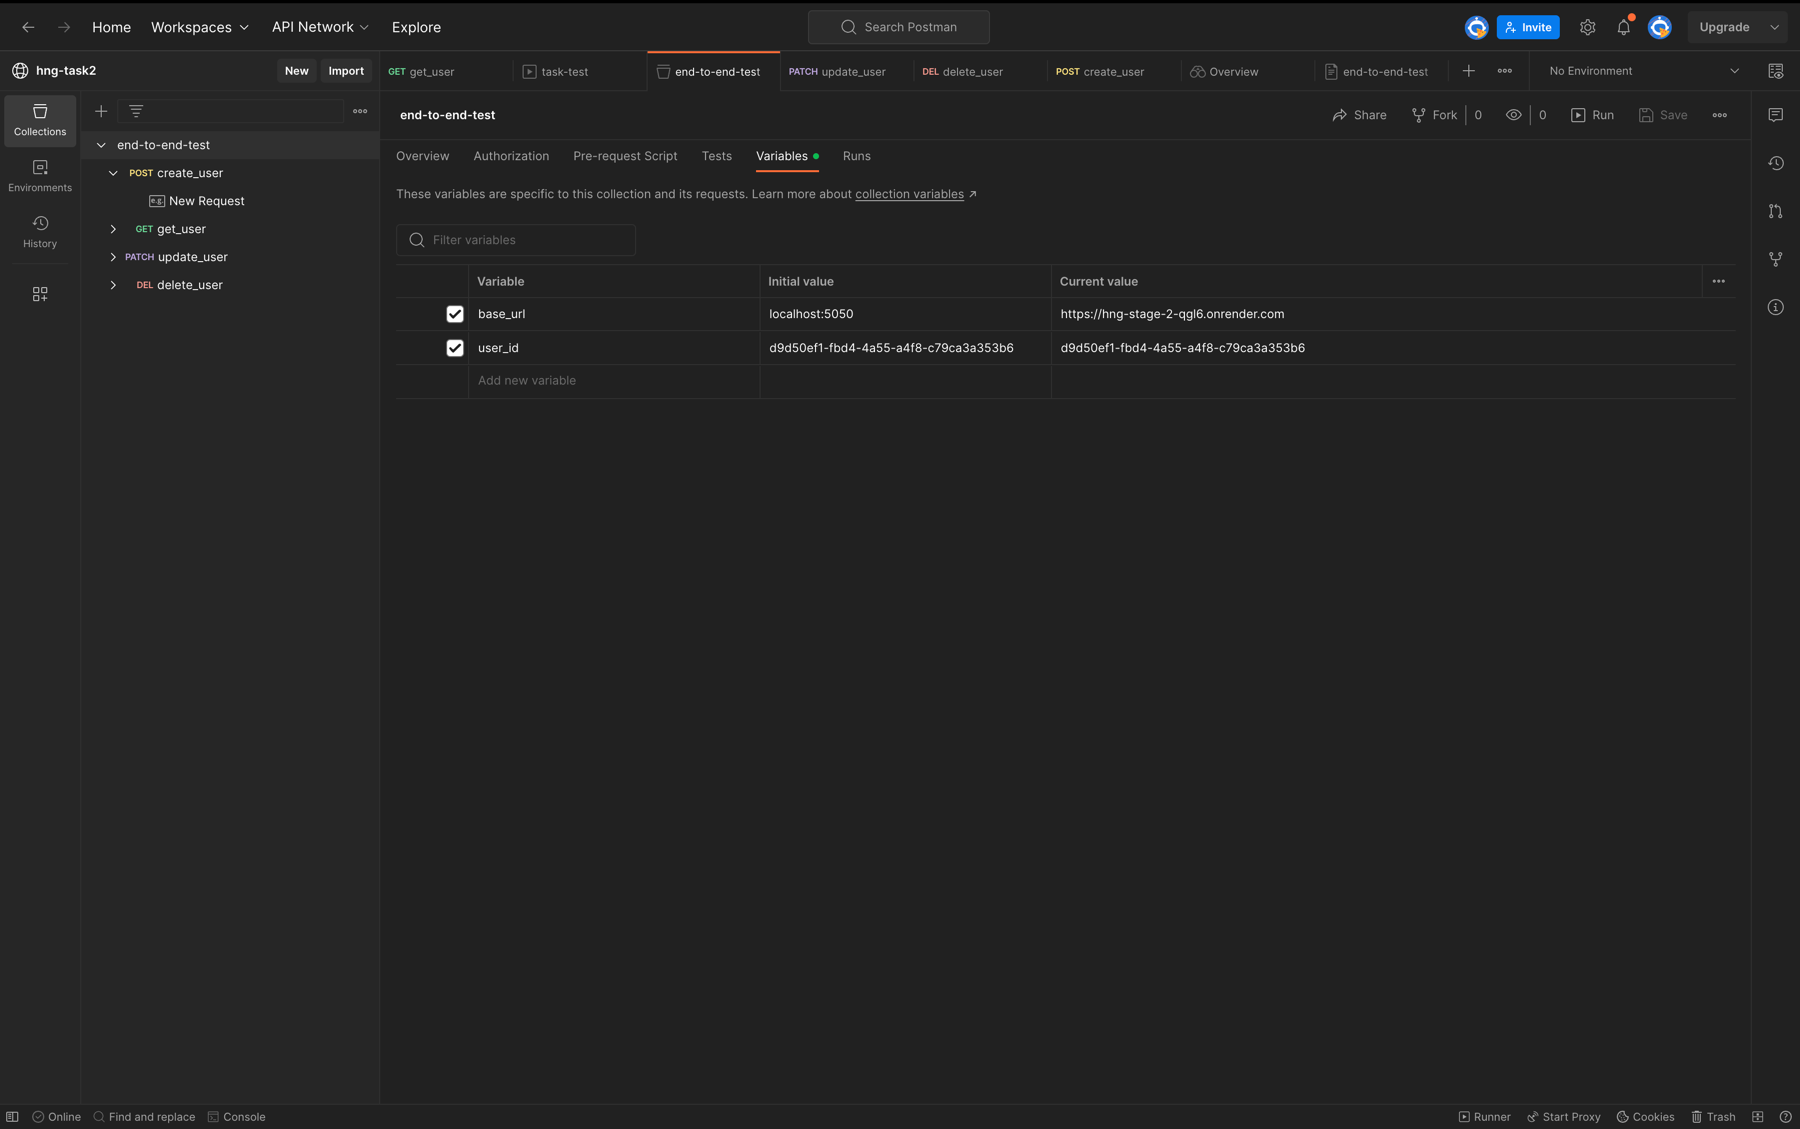 Home Workspaces API Network Explore Search Postman Invite Upgrade
hng-task2 New Import GET get_user task-test end-to-end-test PATCH update_user DEL delete_user POST create_user Overview end-to-end-test No Environment
Collections
Environments
History
end-to-end-test
POST create_user
e.g. New Request
GET get_user
PATCH update_user
DEL delete_user
end-to-end-test Share Fork 0 0 Run Save
Overview Authorization Pre-request Script Tests Variables Runs
These variables are specific to this collection and its requests. Learn more about collection variables ↗
Filter variables
Variable Initial value Current value
base_url localhost:5050 https://hng-stage-2-qgl6.onrender.com
user_id d9d50ef1-fbd4-4a55-a4f8-c79ca3a353b6 d9d50ef1-fbd4-4a55-a4f8-c79ca3a353b6
Add new variable
Online Find and replace Console Runner Start Proxy Cookies Trash